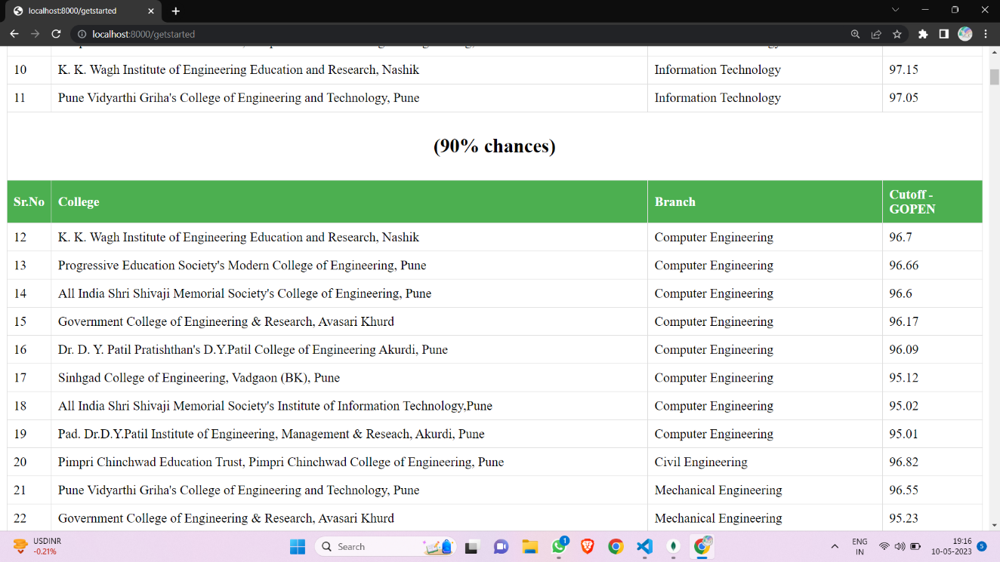 localhost:8000/getstarted
localhost:8000/getstarted
10 K. K. Wagh Institute of Engineering Education and Research, Nashik Information Technology 97.15
11 Pune Vidyarthi Griha's College of Engineering and Technology, Pune Information Technology 97.05
(90% chances)
Sr.No College Branch Cutoff - GOPEN
12 K. K. Wagh Institute of Engineering Education and Research, Nashik Computer Engineering 96.7
13 Progressive Education Society's Modern College of Engineering, Pune Computer Engineering 96.66
14 All India Shri Shivaji Memorial Society's College of Engineering, Pune Computer Engineering 96.6
15 Government College of Engineering & Research, Avasari Khurd Computer Engineering 96.17
16 Dr. D. Y. Patil Pratishthan's D.Y.Patil College of Engineering Akurdi, Pune Computer Engineering 96.09
17 Sinhgad College of Engineering, Vadgaon (BK), Pune Computer Engineering 95.12
18 All India Shri Shivaji Memorial Society's Institute of Information Technology,Pune Computer Engineering 95.02
19 Pad. Dr.D.Y.Patil Institute of Engineering, Management & Reseach, Akurdi, Pune Computer Engineering 95.01
20 Pimpri Chinchwad Education Trust, Pimpri Chinchwad College of Engineering, Pune Civil Engineering 96.82
21 Pune Vidyarthi Griha's College of Engineering and Technology, Pune Mechanical Engineering 96.55
22 Government College of Engineering & Research, Avasari Khurd Mechanical Engineering 95.23
USDINR
-0.21%
Search
1
ENG
IN
19:16
10-05-2023
5